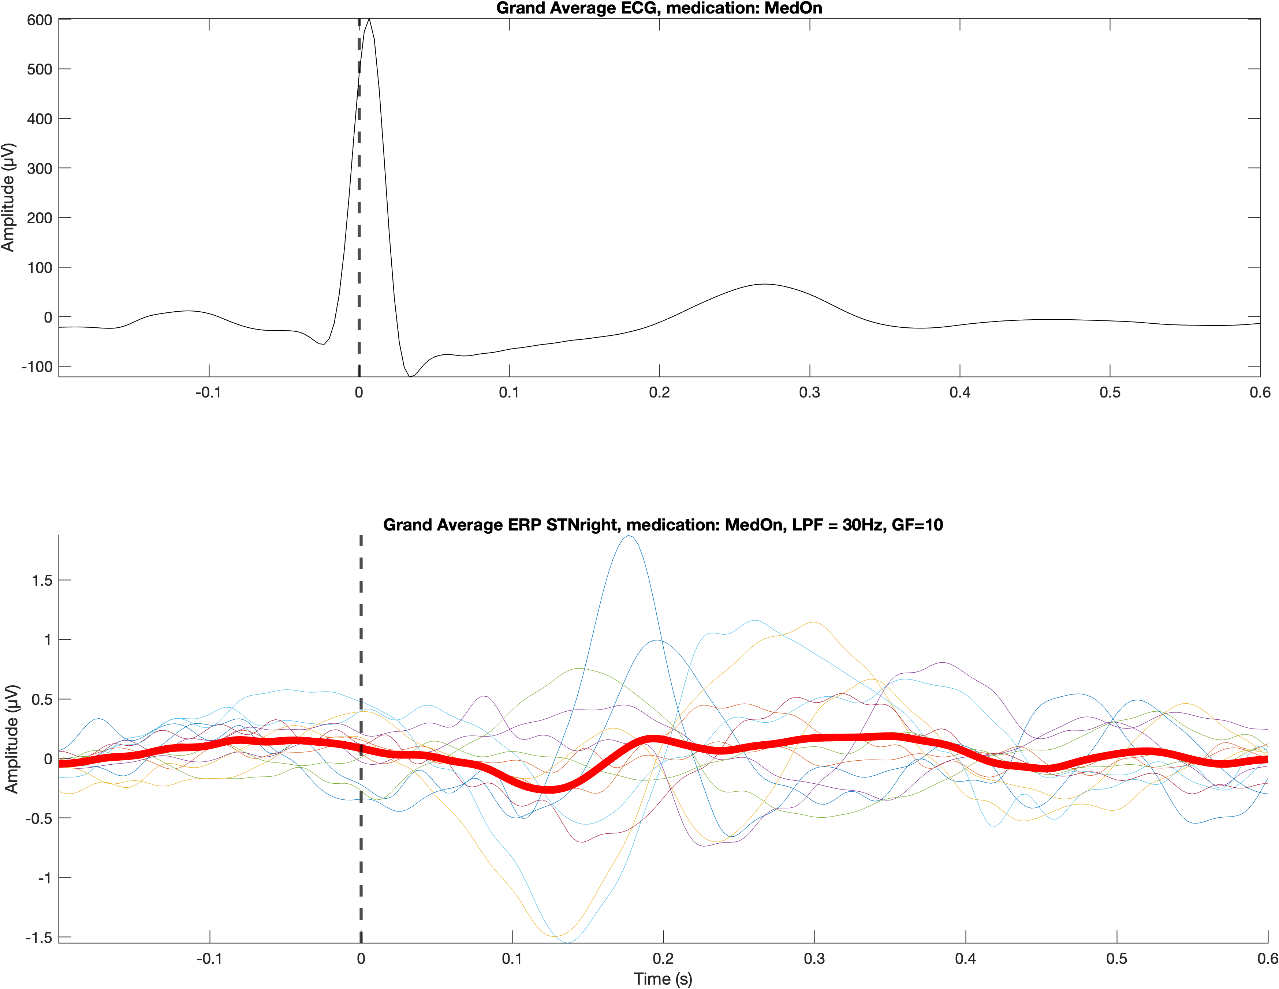 Grand Average ECG, medication: MedOn
Amplitude (µV)
600
500
400
300
200
100
0
-100
-0.1 0 0.1 0.2 0.3 0.4 0.5 0.6
Grand Average ERP STNright, medication: MedOn, LPF = 30Hz, GF=10
Amplitude (µV)
1.5
1
0.5
0
-0.5
-1
-1.5
-0.1 0 0.1 0.2 0.3 0.4 0.5 0.6
Time (s)